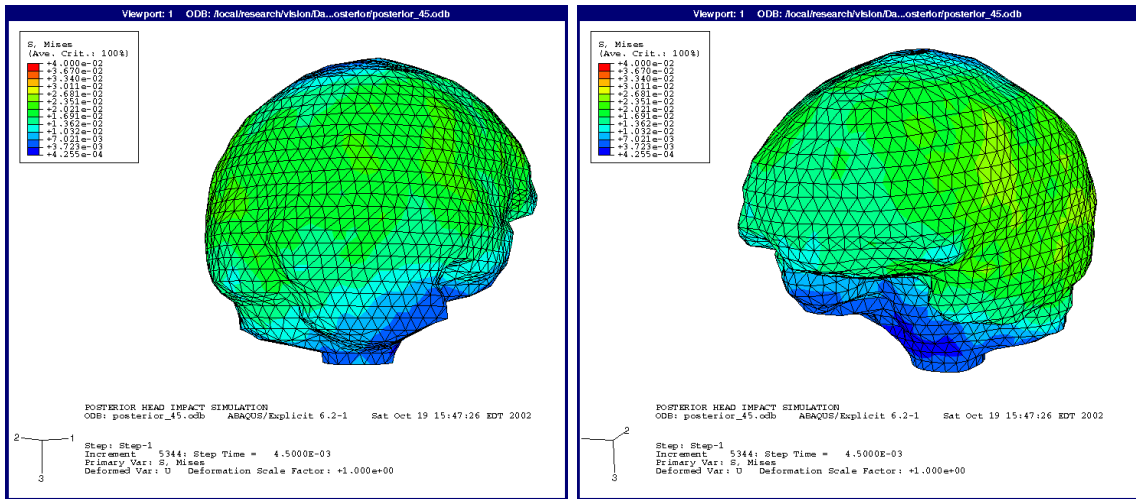 Viewport: 1 ODB: /local/research/vision/Da...osterior/posterior_45.odb
S, Mises
(Ave. Crit.: 100%)
+4.000e-02
+3.670e-02
+3.340e-02
+3.011e-02
+2.681e-02
+2.351e-02
+2.021e-02
+1.362e-02
+1.032e-02
+7.021e-03
+3.723e-03
+4.255e-04
POSTERIOR HEAD IMPACT SIMULATION
ODB: posterior_45.odb ABAQUS/Explicit 6.2-1 Sat Oct 19 15:47:26 EDT 2002
2 1
3
Step: Step-1
Increment 5344: Step Time = 4.5000E-03
Primary Var: S, Mises
Deformed Var: U Deformation Scale Factor: +1.000e+00
Viewport: 1 ODB: /local/research/vision/Da...osterior/posterior_45.odb
S, Mises
(Ave. Crit.: 100%)
+4.000e-02
+3.670e-02
+3.340e-02
+3.011e-02
+2.681e-02
+2.351e-02
+2.021e-02
+1.362e-02
+1.032e-02
+7.021e-03
+3.723e-03
+4.255e-04
POSTERIOR HEAD IMPACT SIMULATION
ODB: posterior_45.odb ABAQUS/Explicit 6.2-1 Sat Oct 19 15:47:26 EDT 2002
2
1
3
Step: Step-1
Increment 5344: Step Time = 4.5000E-03
Primary Var: S, Mises
Deformed Var: U Deformation Scale Factor: +1.000e+00